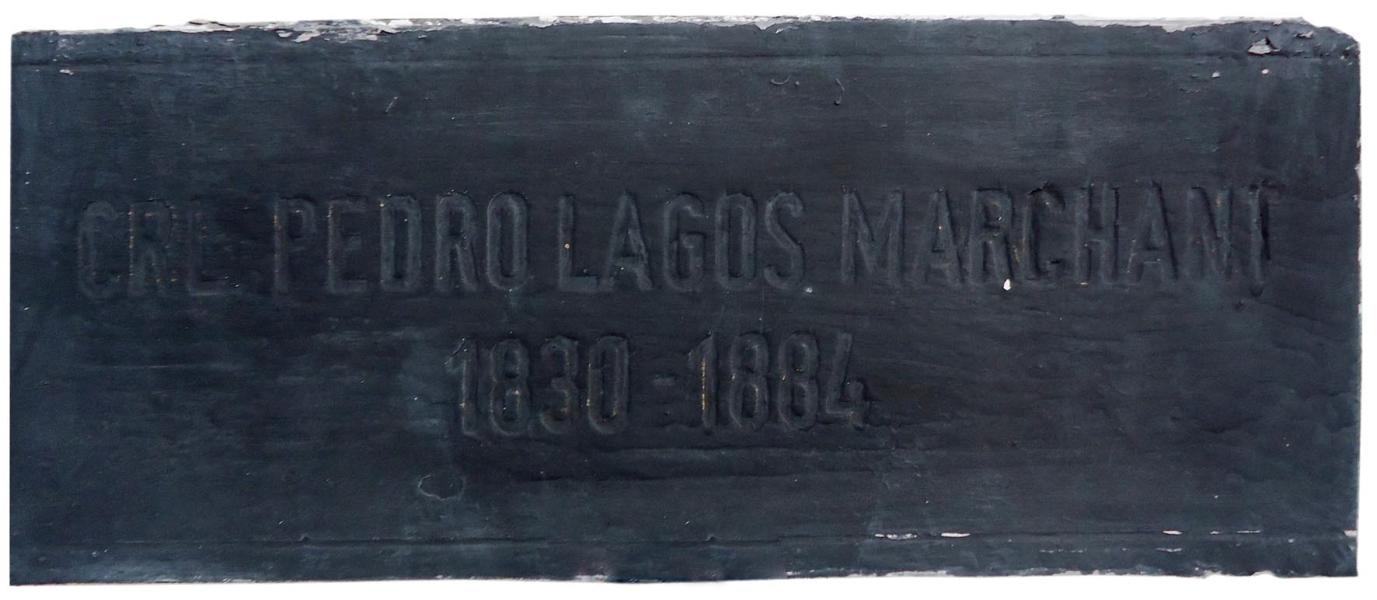 CRL PEDRO LAGOS MARCHANT
1830 - 1884